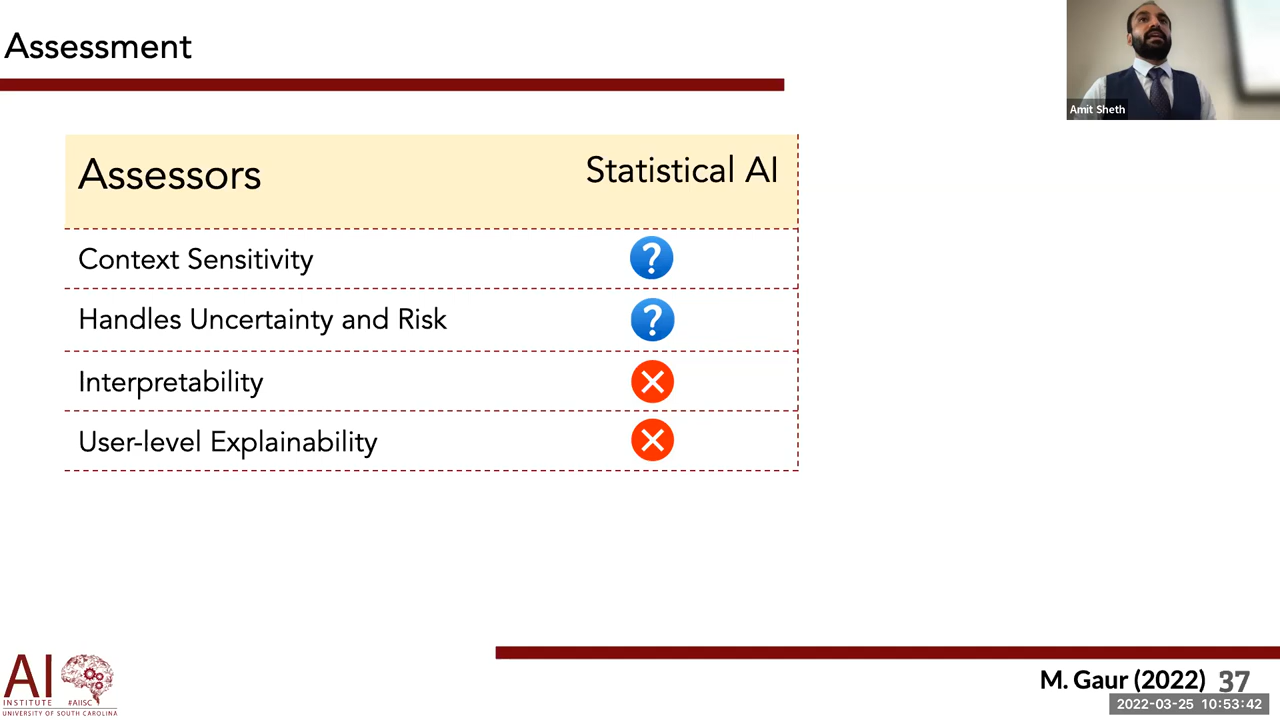 Assessment
Amit Sheth
Assessors Statistical AI
Context Sensitivity ?
Handles Uncertainty and Risk ?
Interpretability
User-level Explainability
AI
INSTITUTE #AIISC
UNIVERSITY OF SOUTH CAROLINA
M. Gaur (2022) 37
2022-03-25 10:53:42